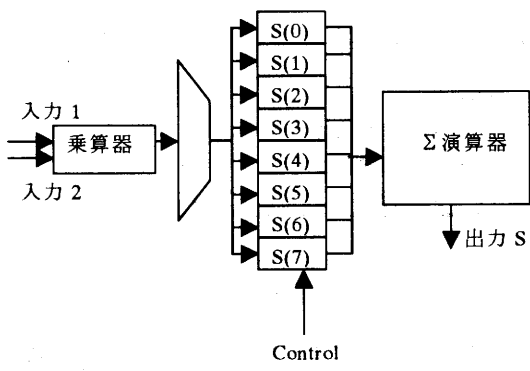 S(0)
S(1)
S(2)
S(3)
S(4)
S(5)
S(6)
S(7)
入力 1
乗算器
入力 2
Σ演算器
出力 S
Control